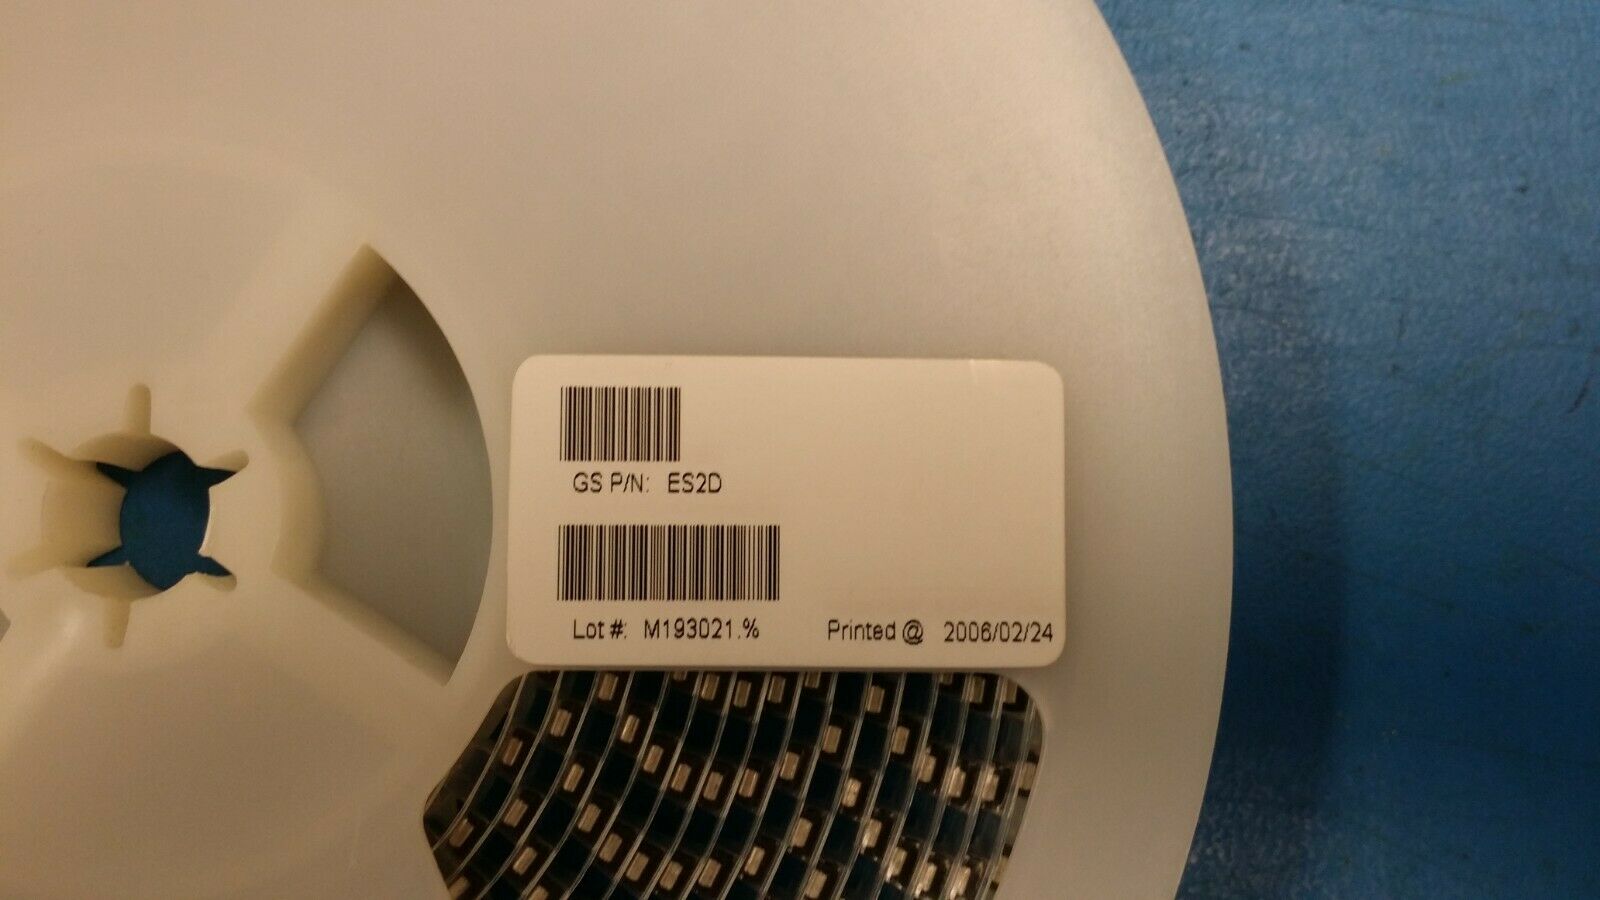 GS P/N: ES2D
Lot #: M193021.% Printed @ 2006/02/24